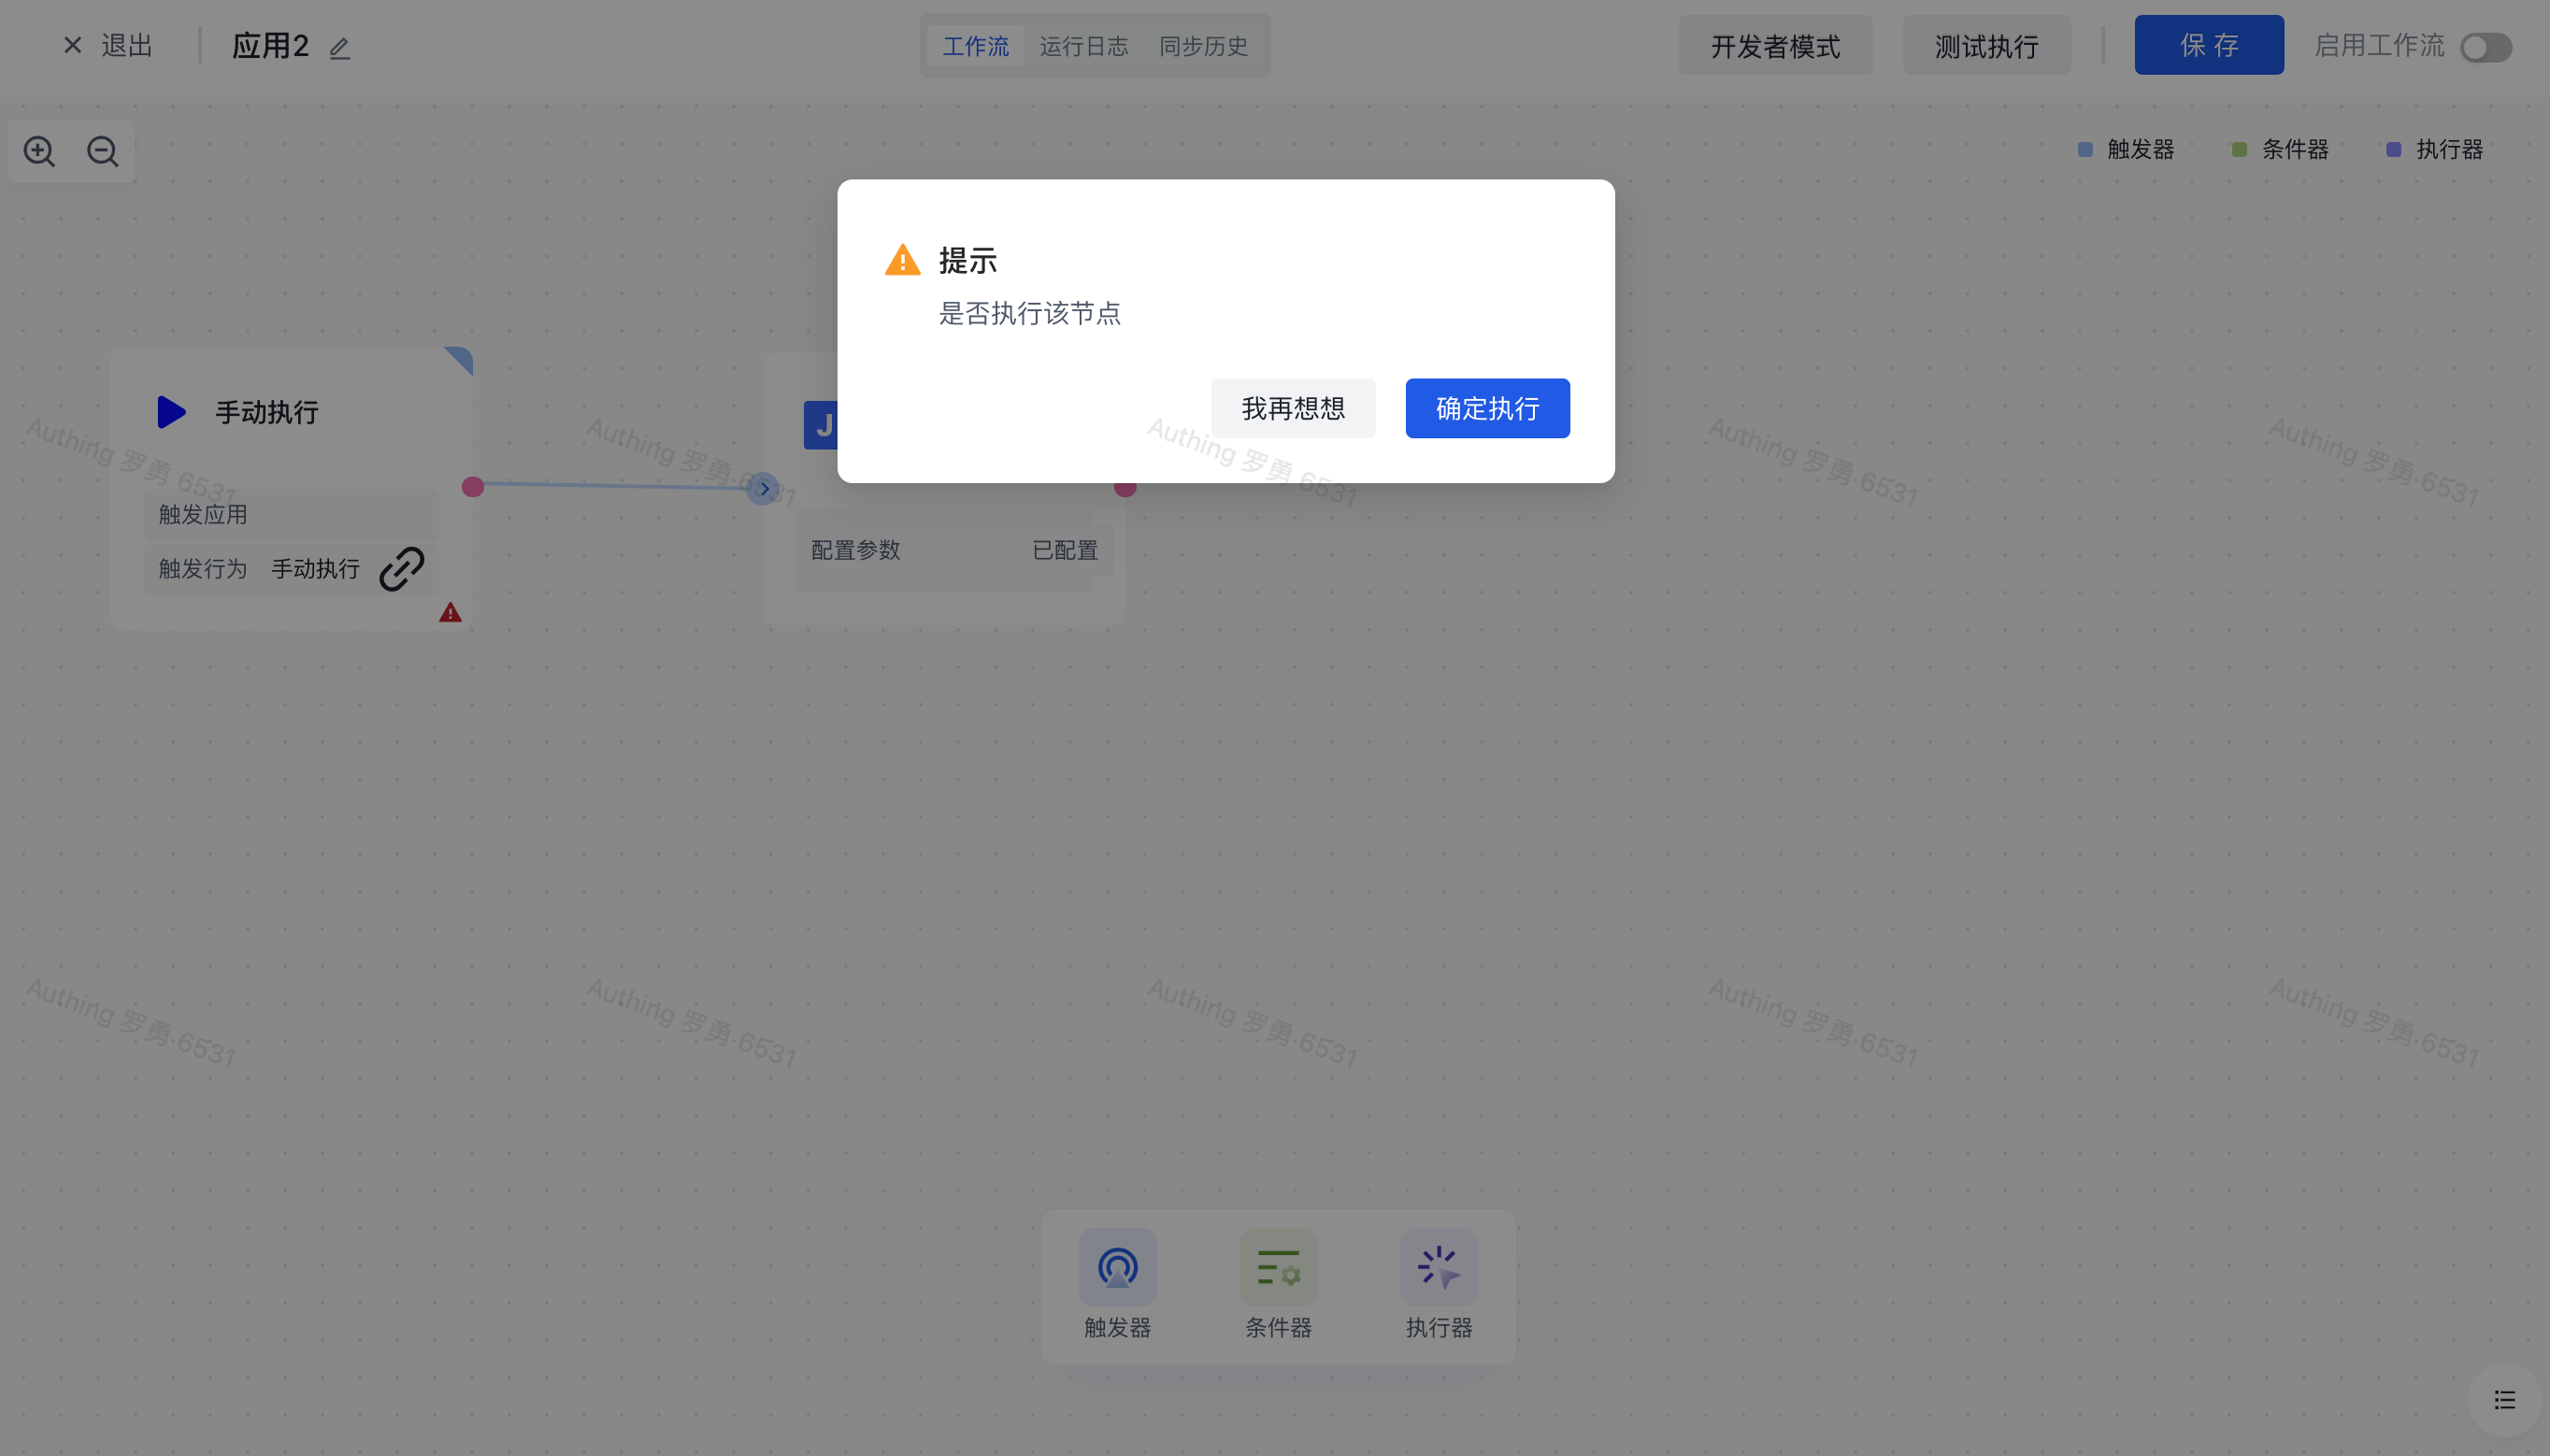 退出
应用2
工作流 运行日志 同步历史
开发者模式
测试执行
保存
启用工作流
触发器 条件器 执行器
提示
是否执行该节点
我再想想
确定执行
手动执行
触发应用
触发行为 手动执行
J
配置参数 已配置
Authing 罗勇 6531
Authing 罗勇 6531
Authing 罗勇 6531
Authing 罗勇 6531
Authing 罗勇 6531
Authing 罗勇 6531
Authing 罗勇 6531
Authing 罗勇 6531
Authing 罗勇 6531
Authing 罗勇 6531
触发器 条件器 执行器